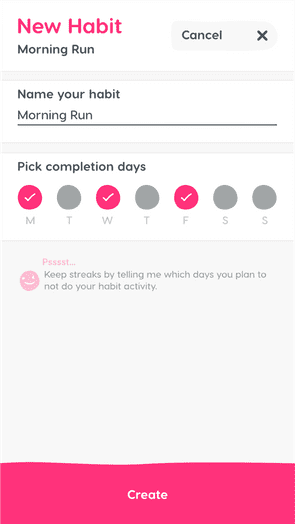 New Habit
Morning Run
Cancel
Name your habit
Morning Run
Pick completion days
M T W T F S S
Psssst...
Keep streaks by telling me which days you plan to
not do your habit activity.
Create